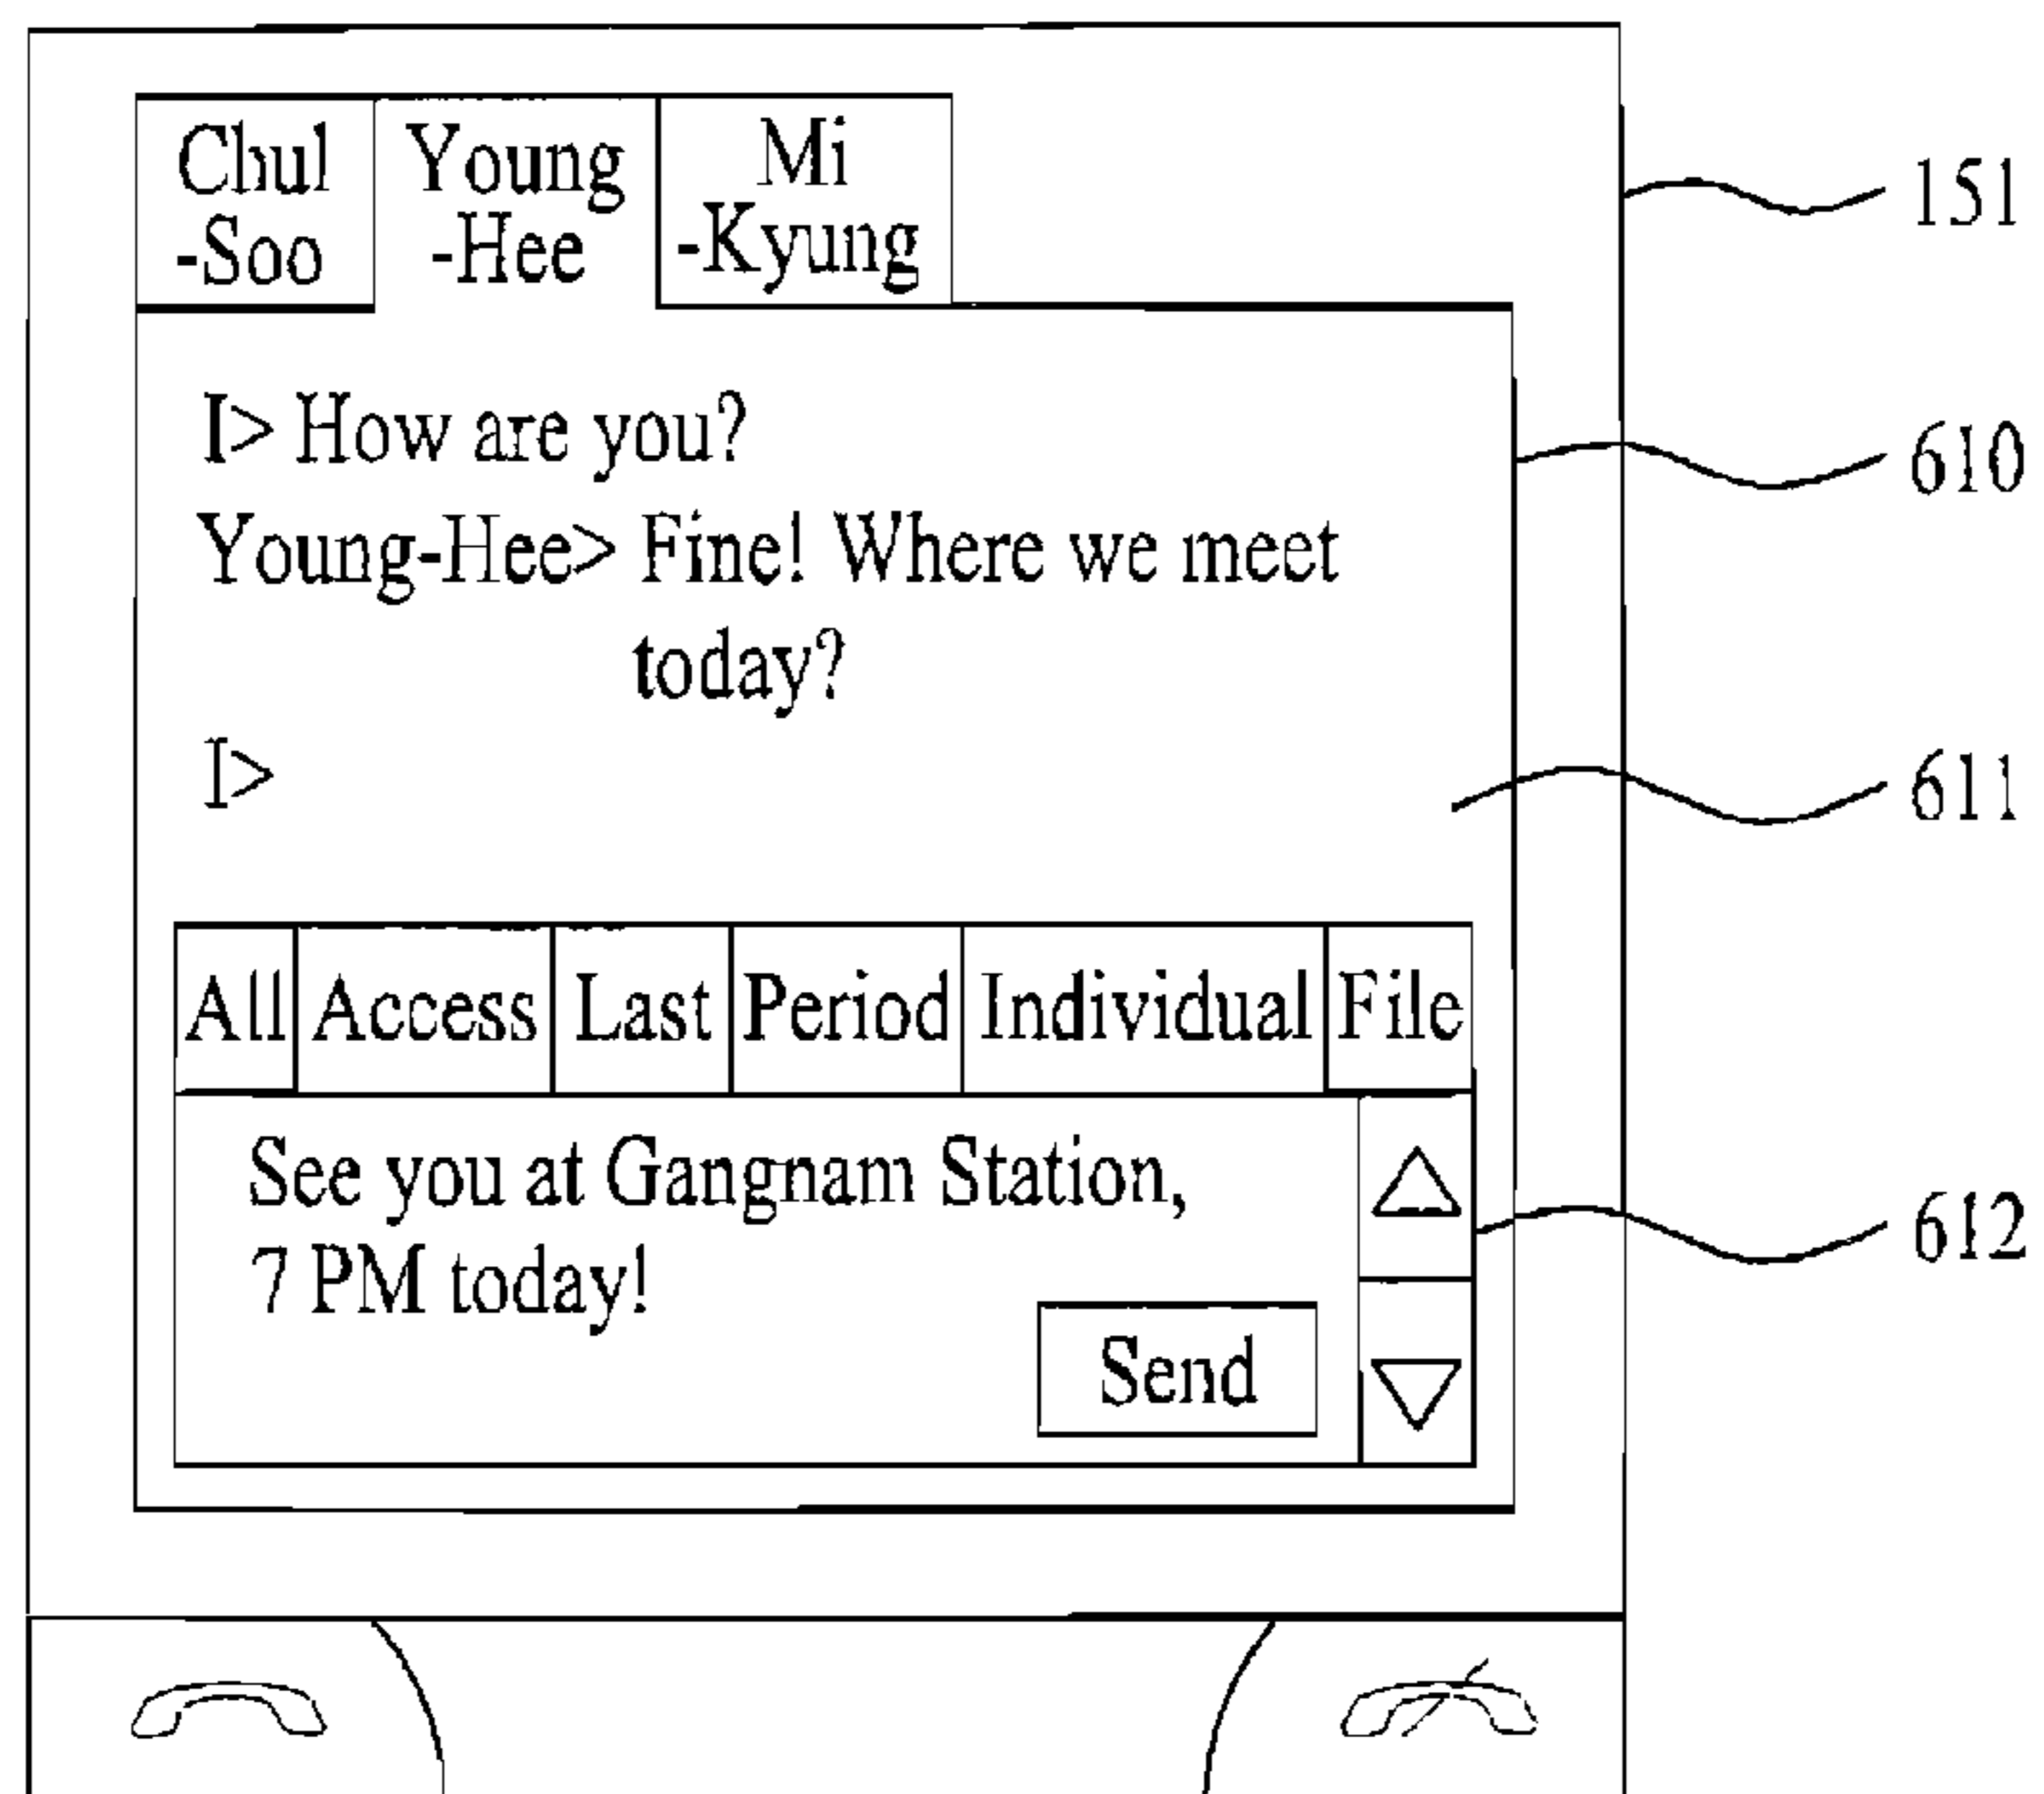 Chul
-Soo
Young
-Hee
Mi
-Kyung
151
I> How are you?
610
Young-Hee> Fine! Where we meet
today?
I>
611
All Access Last Period Individual File
See you at Gangnam Station,
612
7 PM today!
Send